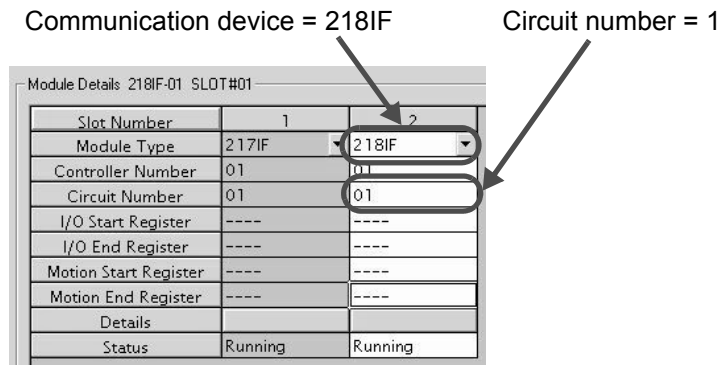 Communication device = 218IF Circuit number = 1
Module Details 218IF-01 SLOT#01
Slot Number 1 2
Module Type 217IF 218IF
Controller Number 01 01
Circuit Number 01 01
I/O Start Register ---- ----
I/O End Register ---- ----
Motion Start Register ---- ----
Motion End Register ---- ----
Details
Status Running Running